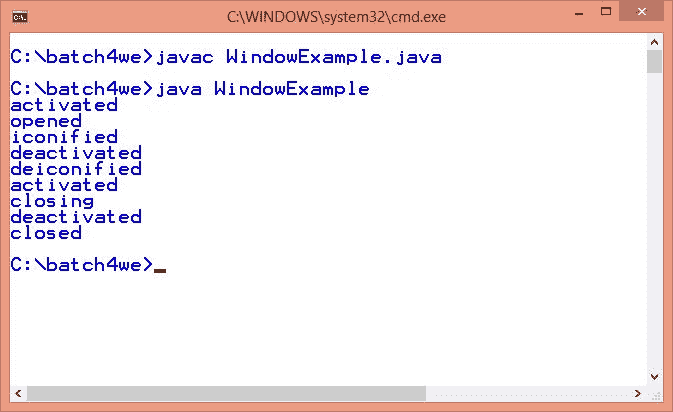 C:\WINDOWS\system32\cmd.exe
C:\batch4we>javac WindowExample.java
C:\batch4we>java WindowExample
activated
opened
iconified
deactivated
deiconified
activated
closing
deactivated
closed
C:\batch4we>_